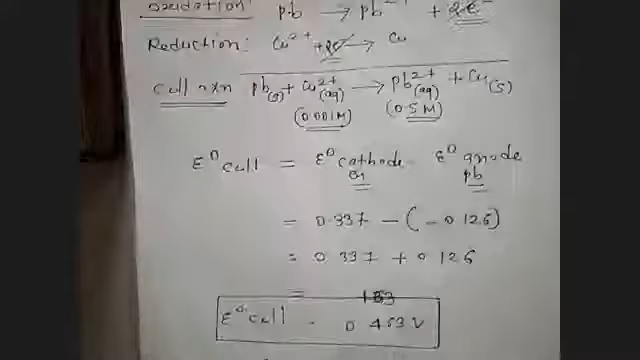 Oxidation: pb → pb²⁺ + 2e⁻
Reduction: Cu²⁺ + 2e⁻ → Cu
Cell rxn pb(s) + Cu²⁺(aq) → pb²⁺(aq) + Cu(s)
(0.001M) (0.5M)
E⁰cell = E⁰cathode - E⁰anode
Cu pb
= 0.337 - (-0.126)
= 0.337 + 0.126
=
E⁰cell = 0.463 V